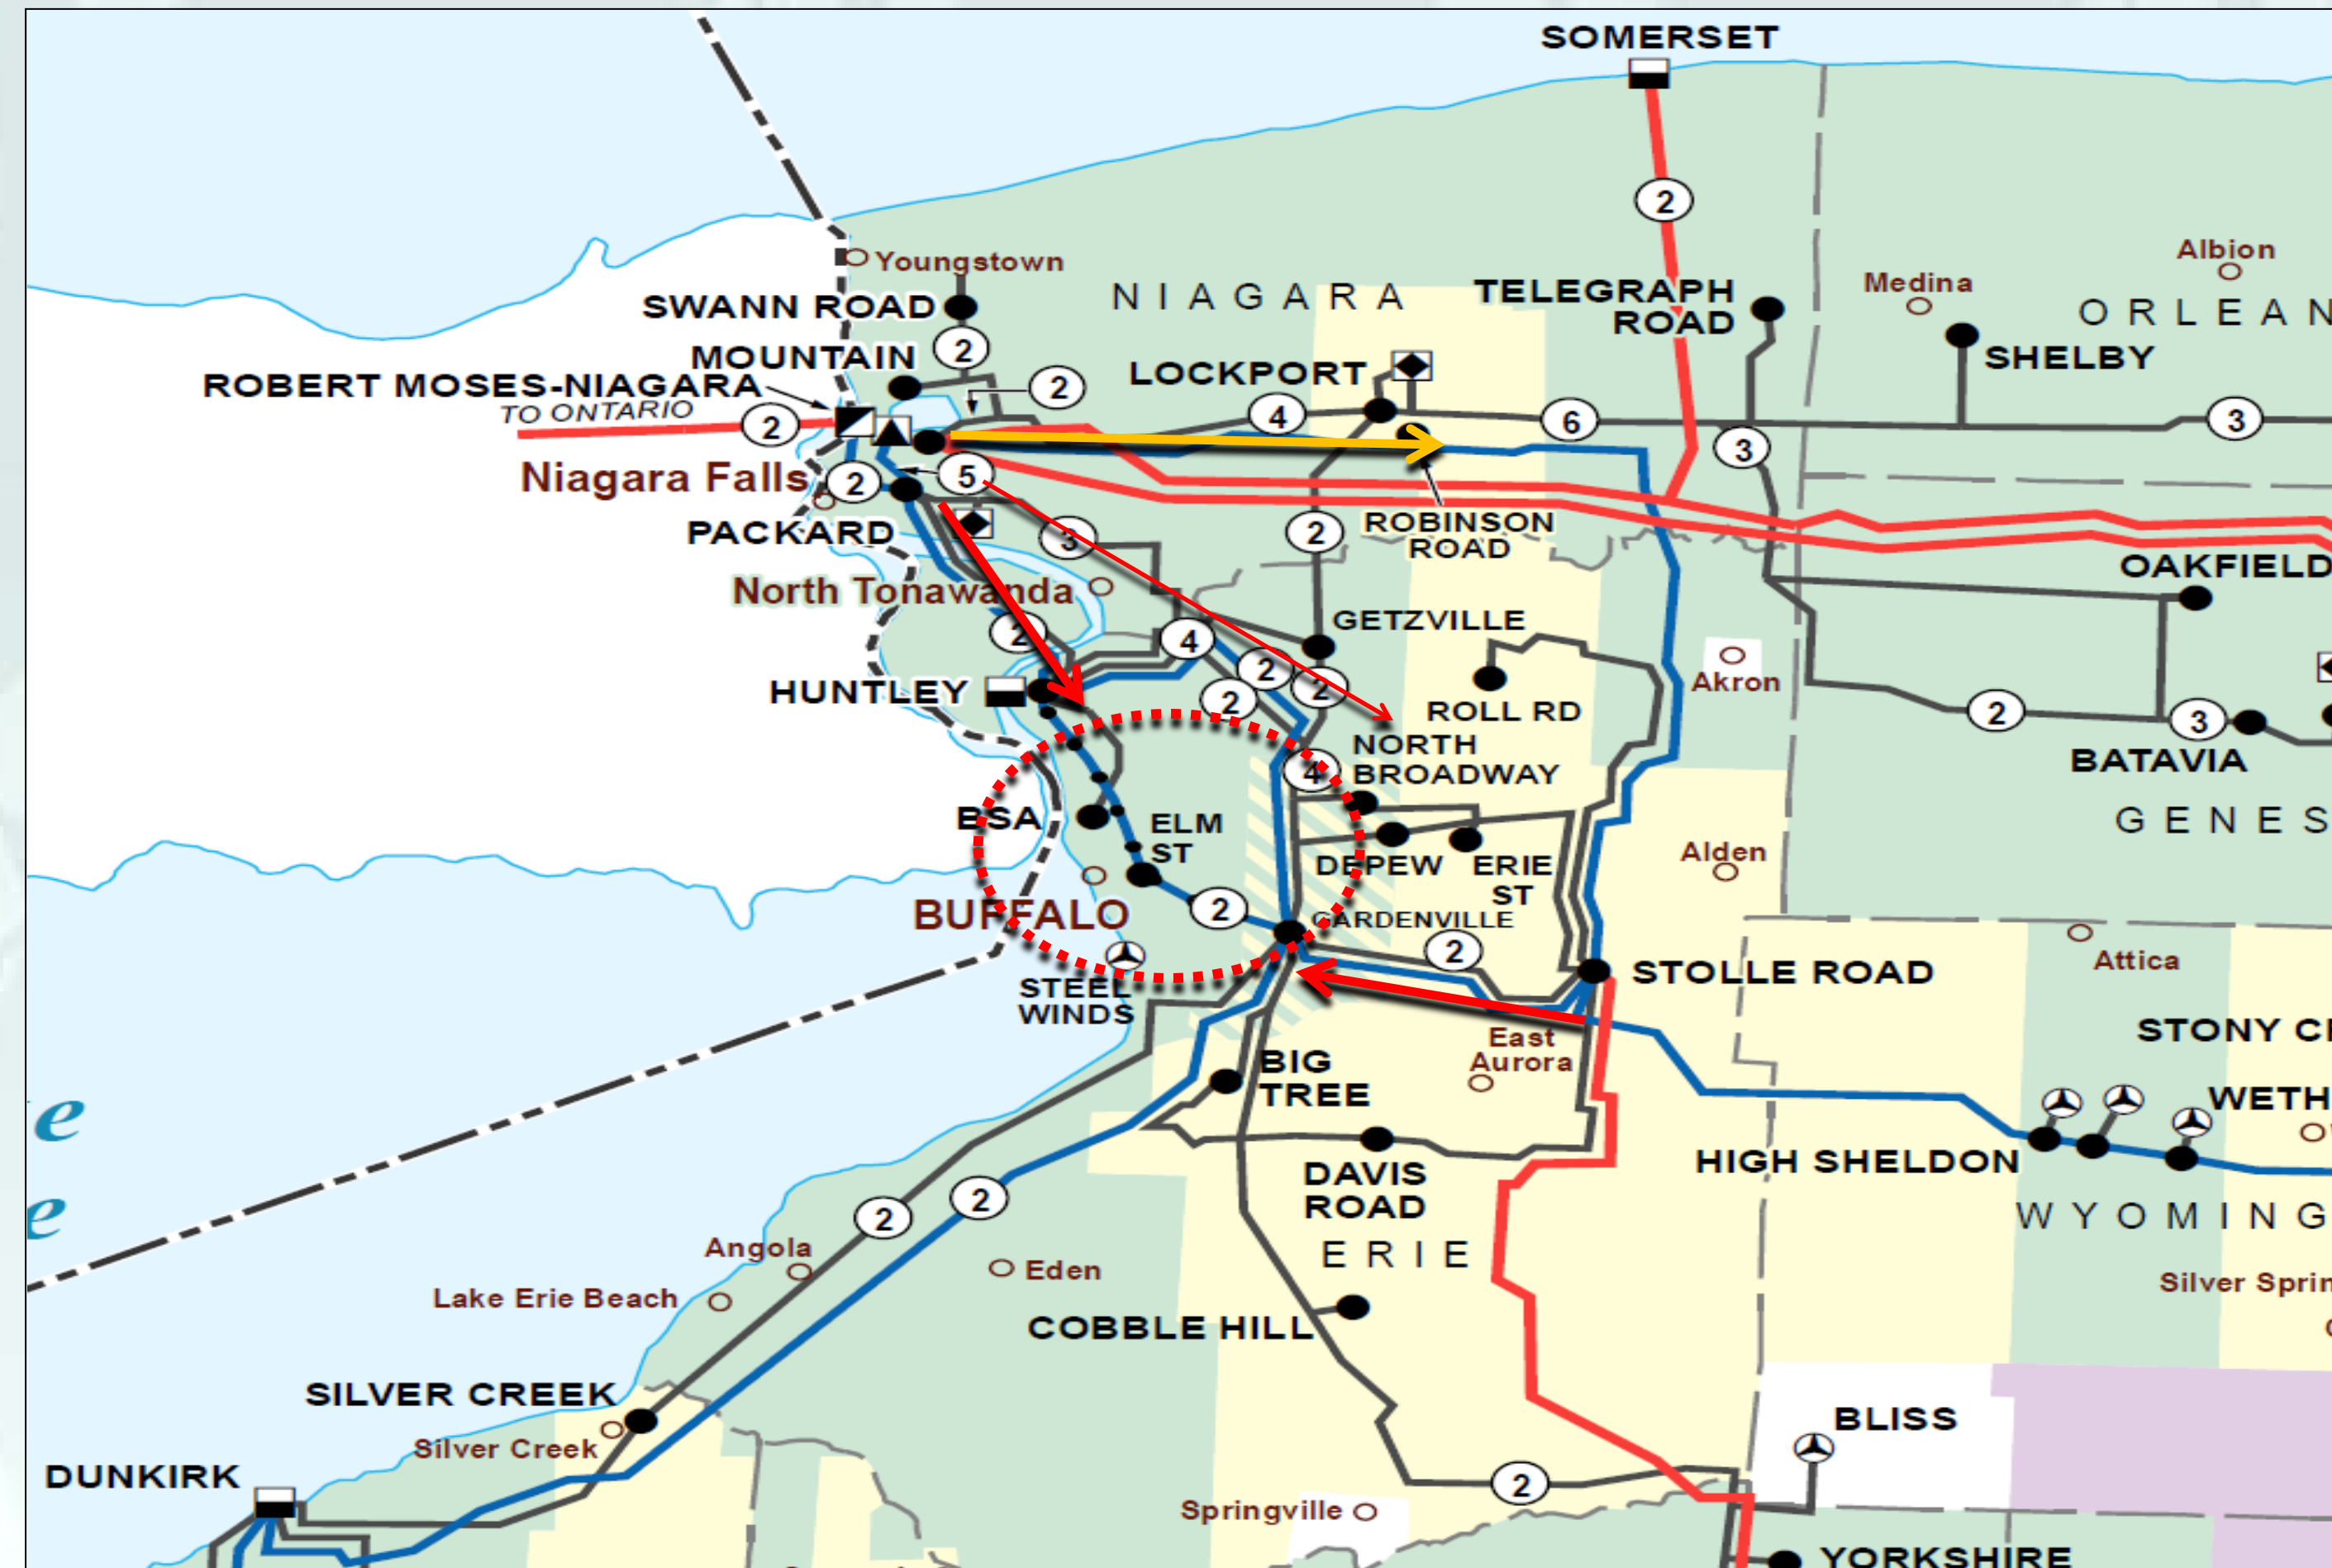 SOMERSET
2
Youngstown
Albion
Medina
NIAGARA
TELEGRAPH
ROAD
ORLEAN
SWANN ROAD
2
MOUNTAIN
SHELBY
ROBERT MOSES-NIAGARA
TO ONTARIO
2
2
LOCKPORT
4
6
3
3
Niagara Falls
2
5
PACKARD
3
2
ROBINSON
ROAD
OAKFIELD
North Tonawanda
2
4
GETZVILLE
2
2
2
Akron
HUNTLEY
ROLL RD
2
3
BATAVIA
NORTH
BROADWAY
4
BSA
ELM
ST
GENES
DEPEW
ERIE
ST
Alden
BUFFALO
2
GARDENVILLE
2
Attica
STOLLE ROAD
STEEL
WINDS
East
Aurora
STONY C
BIG
TREE
WETH
e
HIGH SHELDON
DAVIS
ROAD
WYOMING
e
2
2
ERIE
Angola
Eden
Lake Erie Beach
Silver Sprin
COBBLE HILL
SILVER CREEK
Silver Creek
BLISS
DUNKIRK
2
Springville
YORKSHIRE